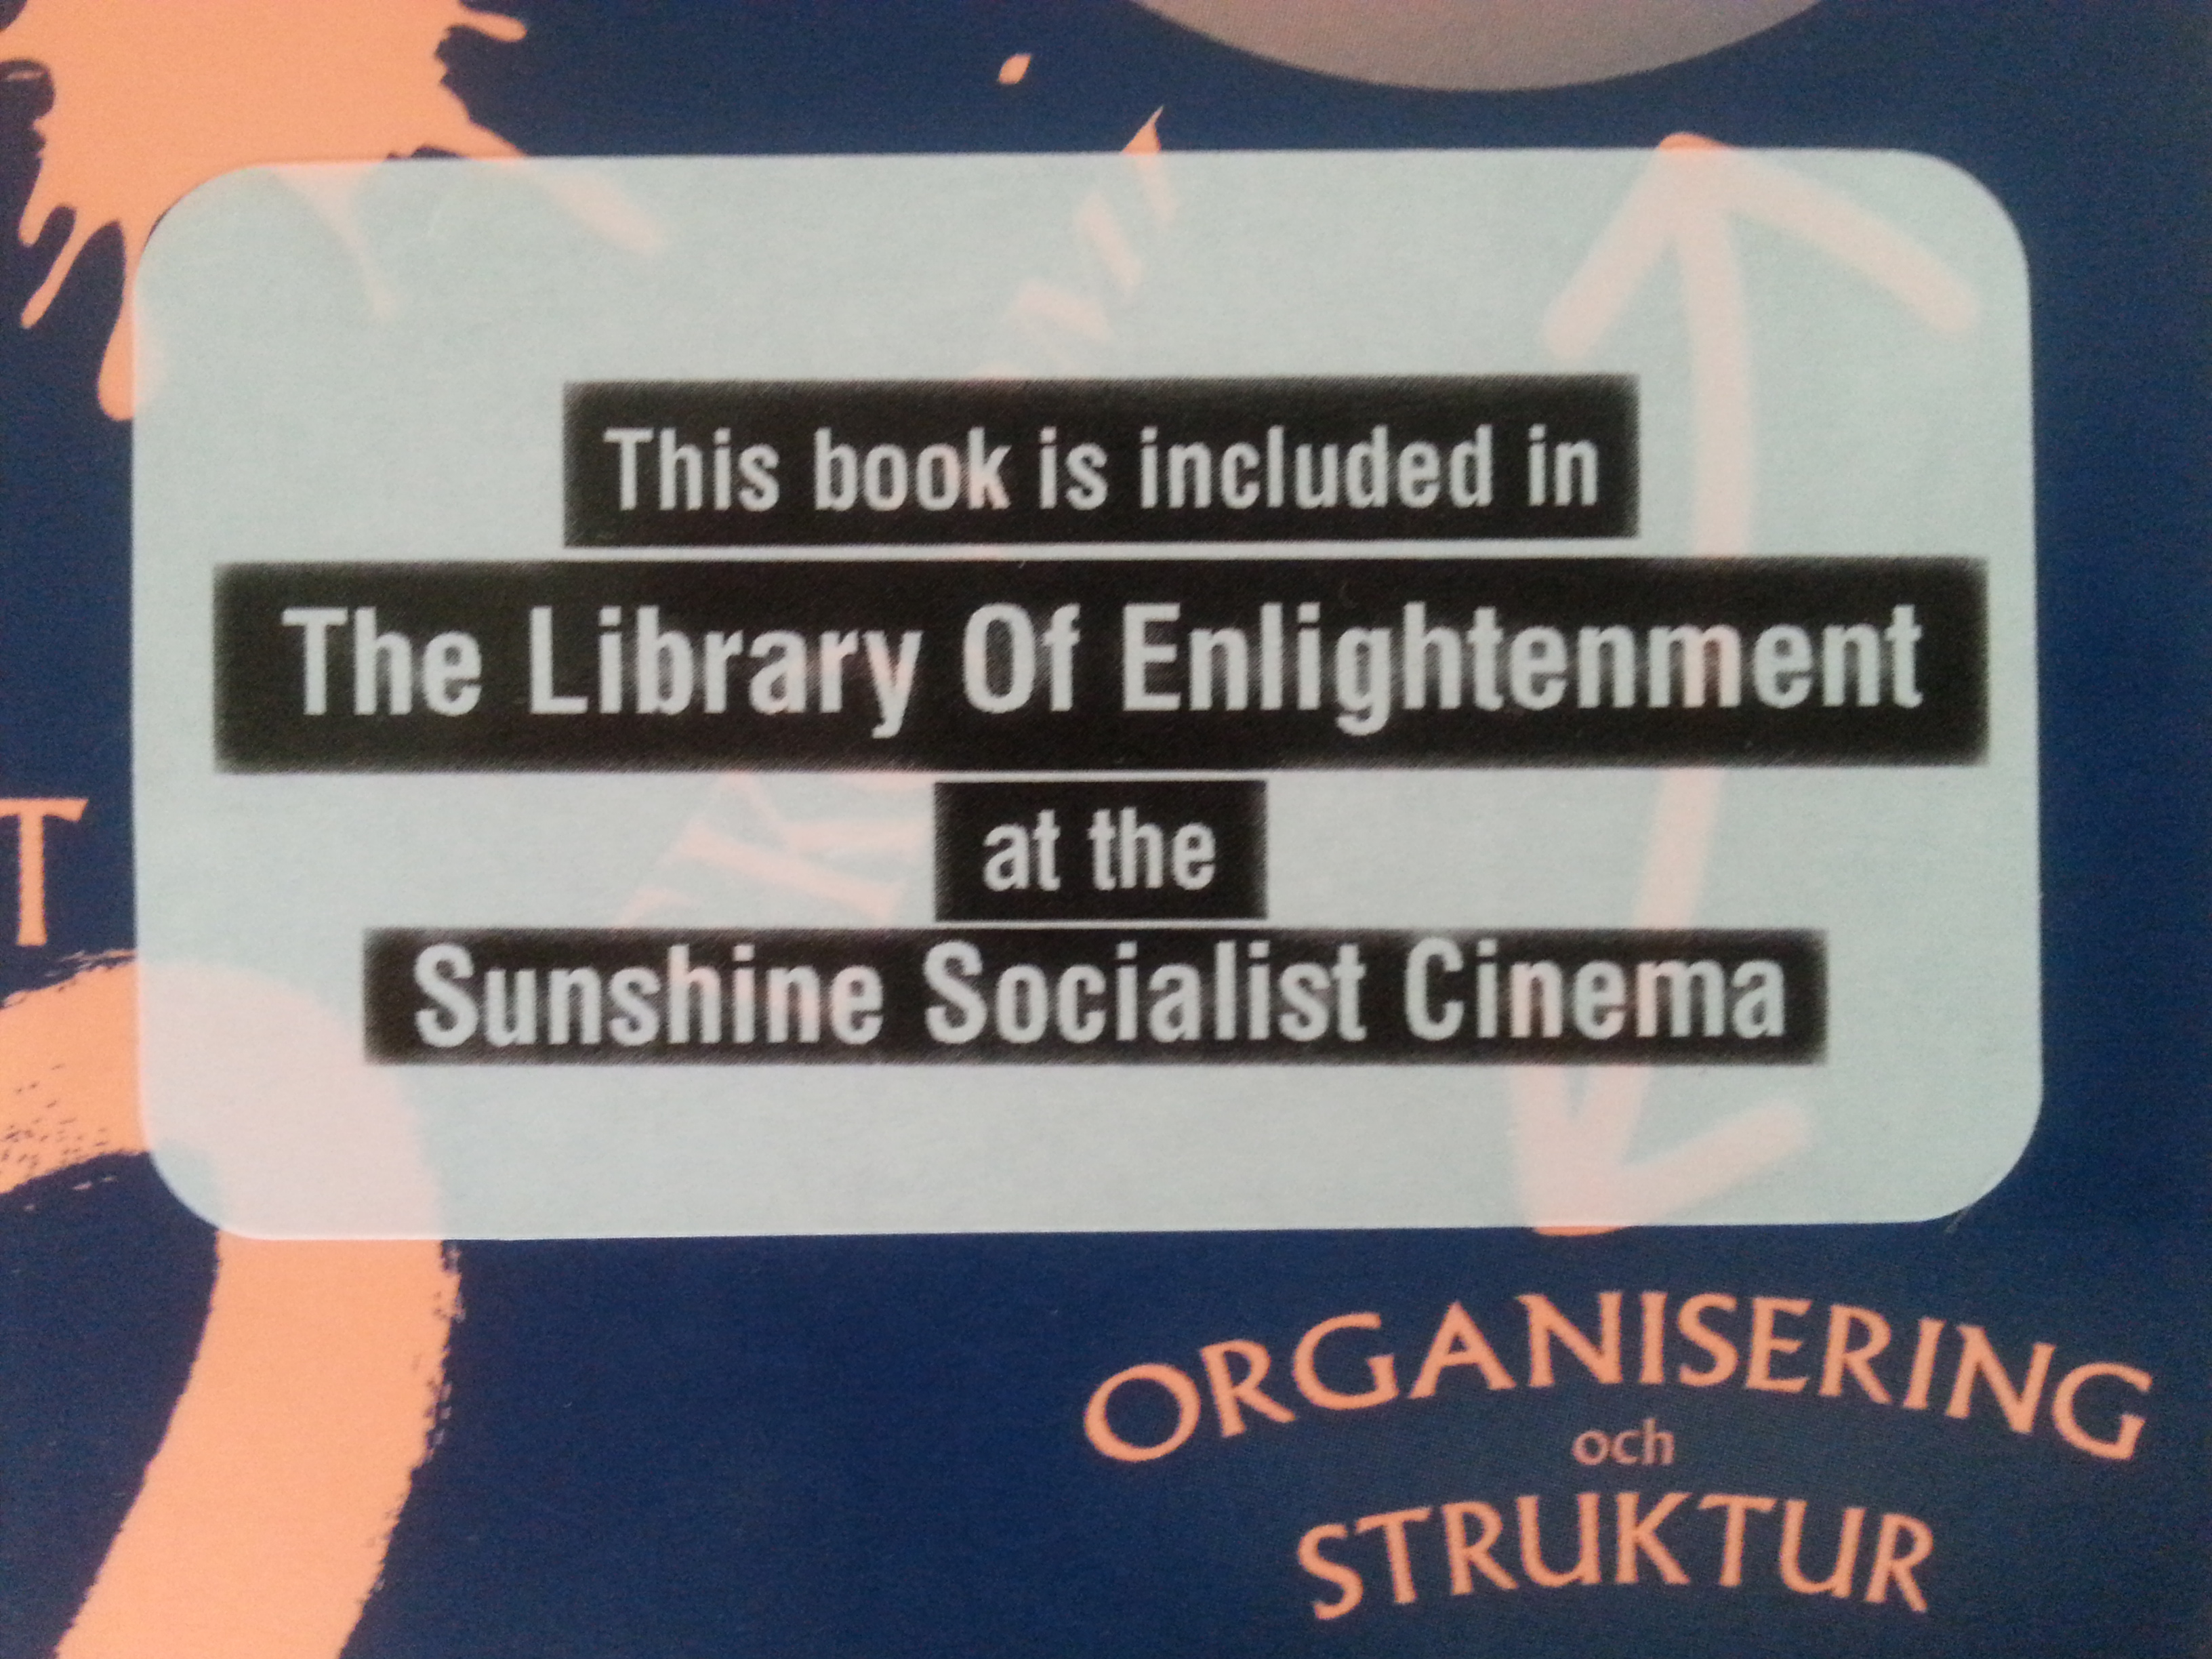 This book is included in
The Library Of Enlightenment
at the
Sunshine Socialist Cinema
T
ORGANISERING
och
STRUKTUR